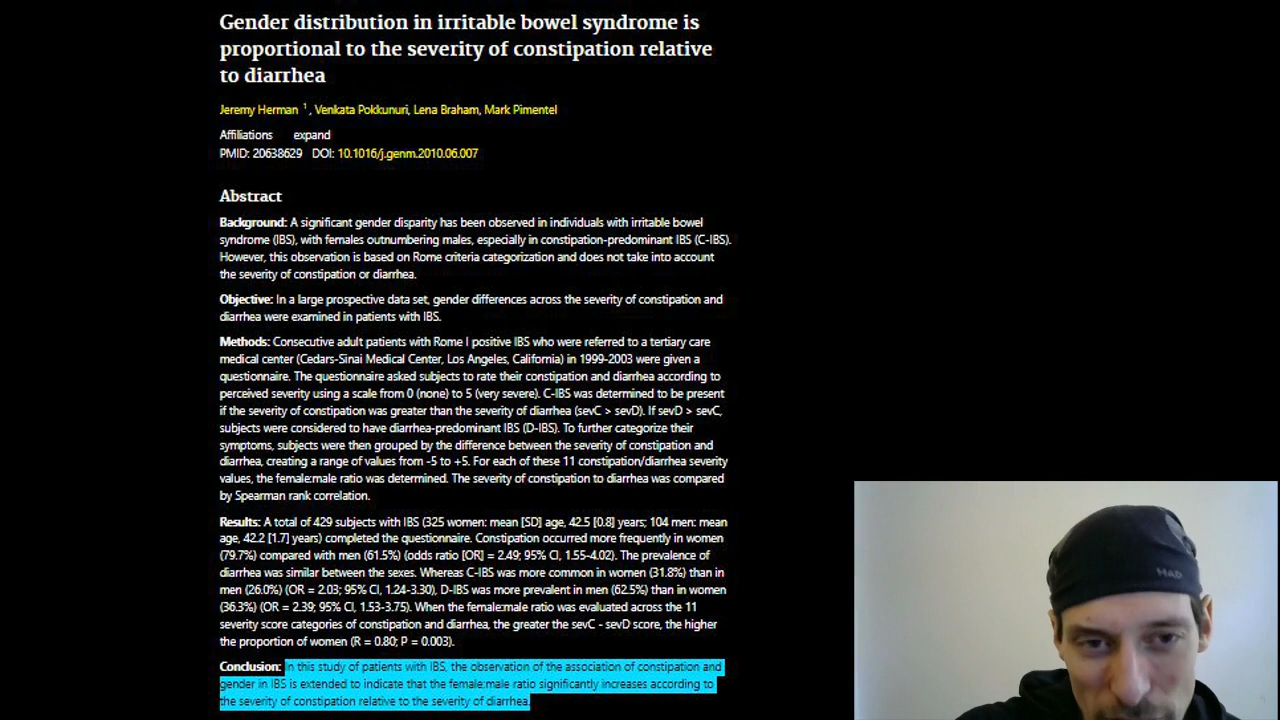 Gender distribution in irritable bowel syndrome is
proportional to the severity of constipation relative
to diarrhea
Jeremy Herman 1, Venkata Pokkunuri, Lena Braham, Mark Pimentel
Affiliations expand
PMID: 20638629 DOI: 10.1016/j.genm.2010.06.007
Abstract
Background: A significant gender disparity has been observed in individuals with irritable bowel
syndrome (IBS), with females outnumbering males, especially in constipation-predominant IBS (C-IBS).
However, this observation is based on Rome criteria categorization and does not take into account
the severity of constipation or diarrhea.
Objective: In a large prospective data set, gender differences across the severity of constipation and
diarrhea were examined in patients with IBS.
Methods: Consecutive adult patients with Rome I positive IBS who were referred to a tertiary care
medical center (Cedars-Sinai Medical Center, Los Angeles, California) in 1999-2003 were given a
questionnaire. The questionnaire asked subjects to rate their constipation and diarrhea according to
perceived severity using a scale from 0 (none) to 5 (very severe). C-IBS was determined to be present
if the severity of constipation was greater than the severity of diarrhea (sevC > sevD). If sevD > sevC,
subjects were considered to have diarrhea-predominant IBS (D-IBS). To further categorize their
symptoms, subjects were then grouped by the difference between the severity of constipation and
diarrhea, creating a range of values from -5 to +5. For each of these 11 constipation/diarrhea severity
values, the female:male ratio was determined. The severity of constipation to diarrhea was compared
by Spearman rank correlation.
Results: A total of 429 subjects with IBS (325 women: mean [SD] age, 42.5 [0.8] years; 104 men: mean
age, 42.2 [1.7] years) completed the questionnaire. Constipation occurred more frequently in women
(79.7%) compared with men (61.5%) (odds ratio [OR] = 2.49; 95% CI, 1.55-4.02). The prevalence of
diarrhea was similar between the sexes. Whereas C-IBS was more common in women (31.8%) than in
men (26.0%) (OR = 2.03; 95% CI, 1.24-3.30), D-IBS was more prevalent in men (62.5%) than in women
(36.3%) (OR = 2.39; 95% CI, 1.53-3.75). When the female:male ratio was evaluated across the 11
severity score categories of constipation and diarrhea, the greater the sevC - sevD score, the higher
the proportion of women (R = 0.80; P = 0.003).
Conclusion: In this study of patients with IBS, the observation of the association of constipation and
gender in IBS is extended to indicate that the female:male ratio significantly increases according to
the severity of constipation relative to the severity of diarrhea.
HAD